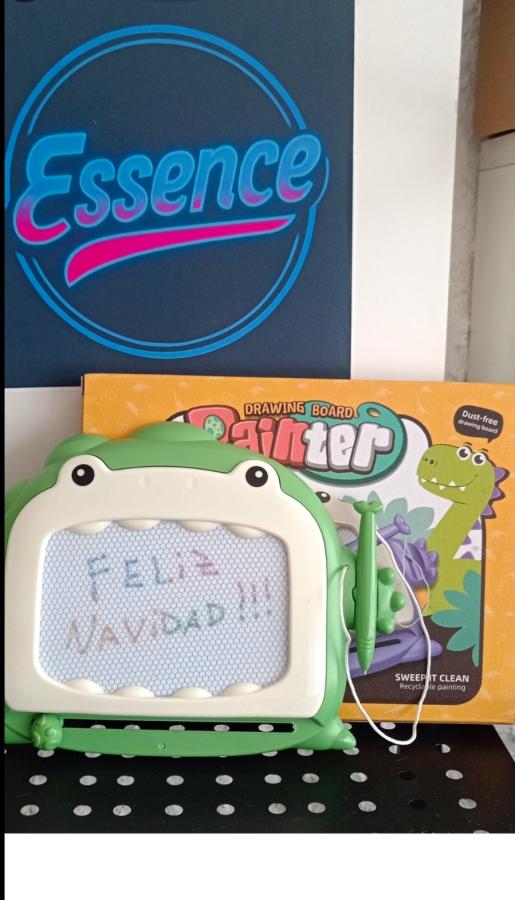 Essence
DRAWING BOARD
Painter
Dust-free
drawing board
FELiZ
NAViDAD!!!
SWEEP IT CLEAN
Recyclable painting